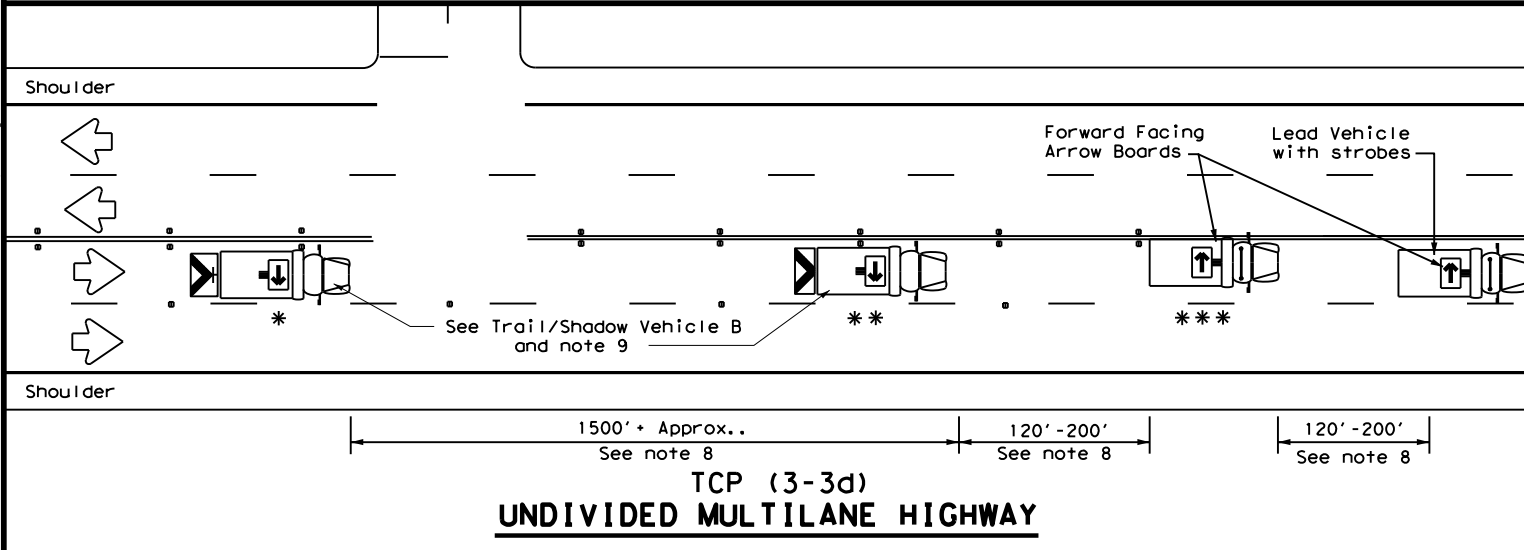 Shoulder
Forward Facing
Arrow Boards
Lead Vehicle
with strobes
*
* *
* * *
See Trail/Shadow Vehicle B
and note 9
Shoulder
1500'+ Approx..
See note 8
120'-200'
See note 8
120'-200'
See note 8
TCP (3-3d)
UNDIVIDED MULTILANE HIGHWAY